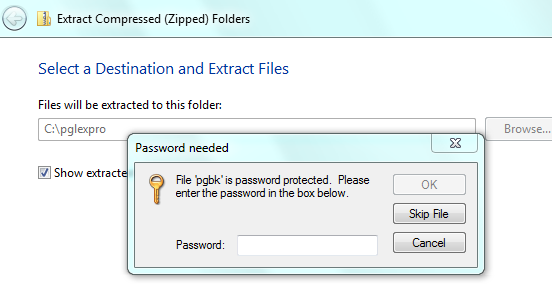 Extract Compressed (Zipped) Folders
Select a Destination and Extract Files
Files will be extracted to this folder:
C:\pglexpro
Browse...
Password needed
Show extracte
File 'pgbk' is password protected. Please
enter the password in the box below.
OK
Skip File
Password:
Cancel